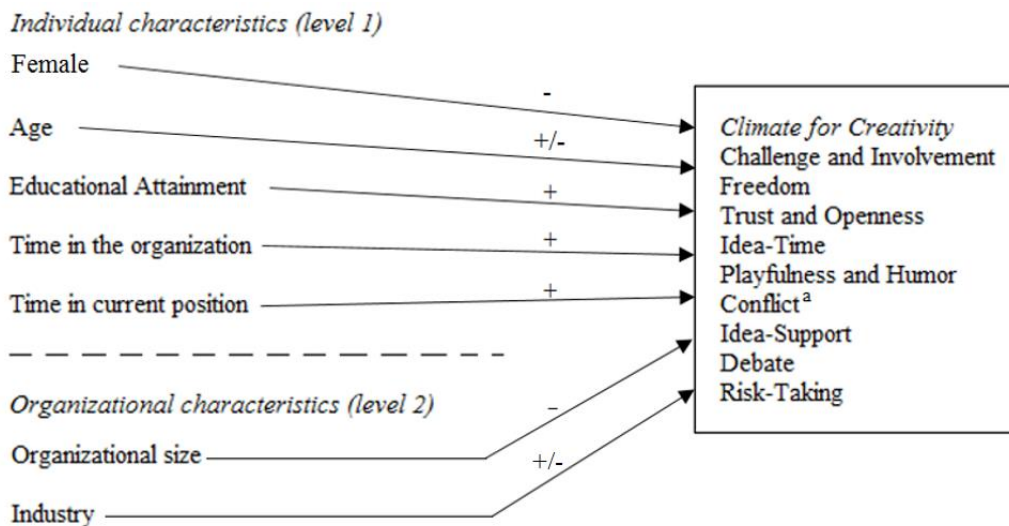 Individual characteristics (level 1)
Female
-
Age
+/-
Educational Attainment
+
Time in the organization
+
Time in current position
+
Climate for Creativity
Challenge and Involvement
Freedom
Trust and Openness
Idea-Time
Playfulness and Humor
Conflict a
Idea-Support
Debate
Risk-Taking
Organizational characteristics (level 2)
-
Organizational size
+/-
Industry